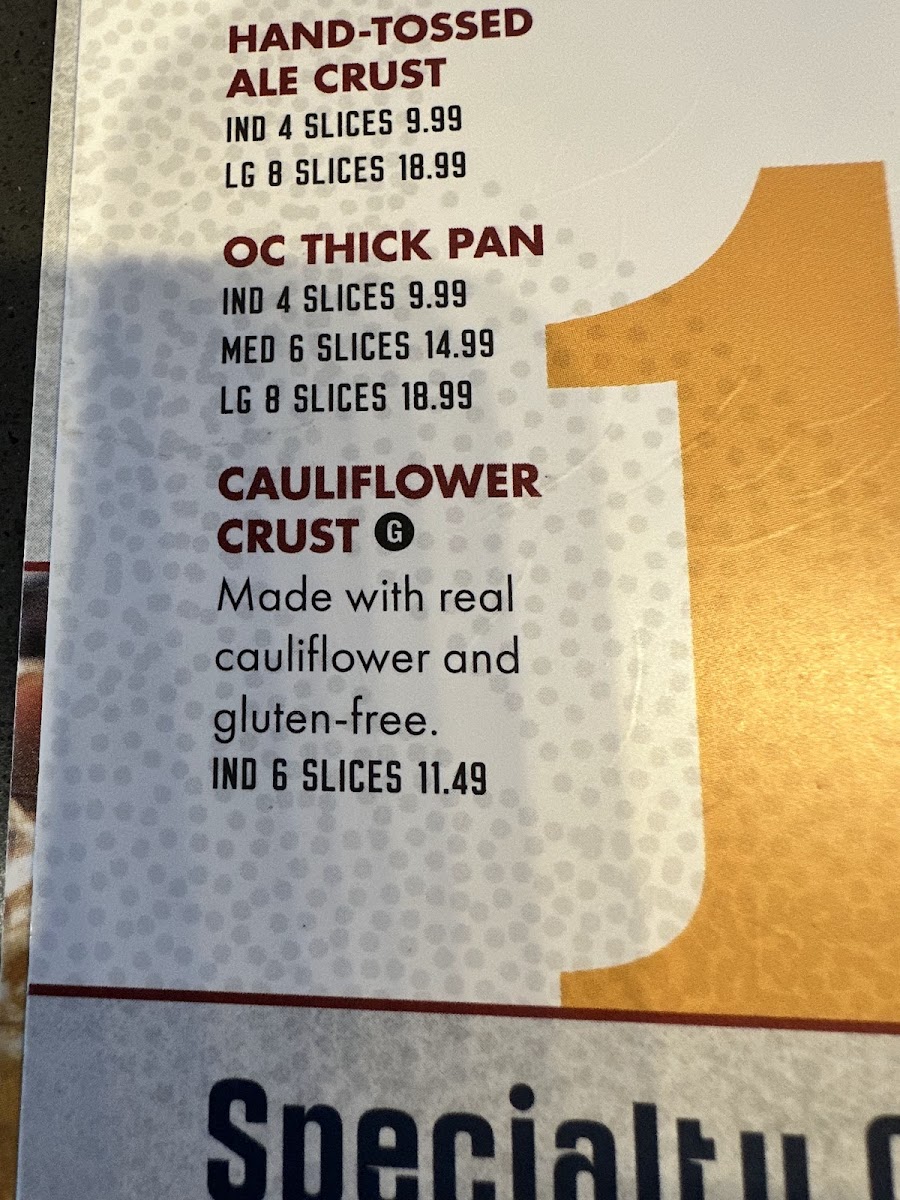 HAND-TOSSED
ALE CRUST
IND 4 SLICES 9.99
LG 8 SLICES 18.99
OC THICK PAN
IND 4 SLICES 9.99
MED 6 SLICES 14.99
LG 8 SLICES 18.99
CAULIFLOWER
CRUST G
Made with real
cauliflower and
gluten-free.
IND 6 SLICES 11.49
1
Specialty